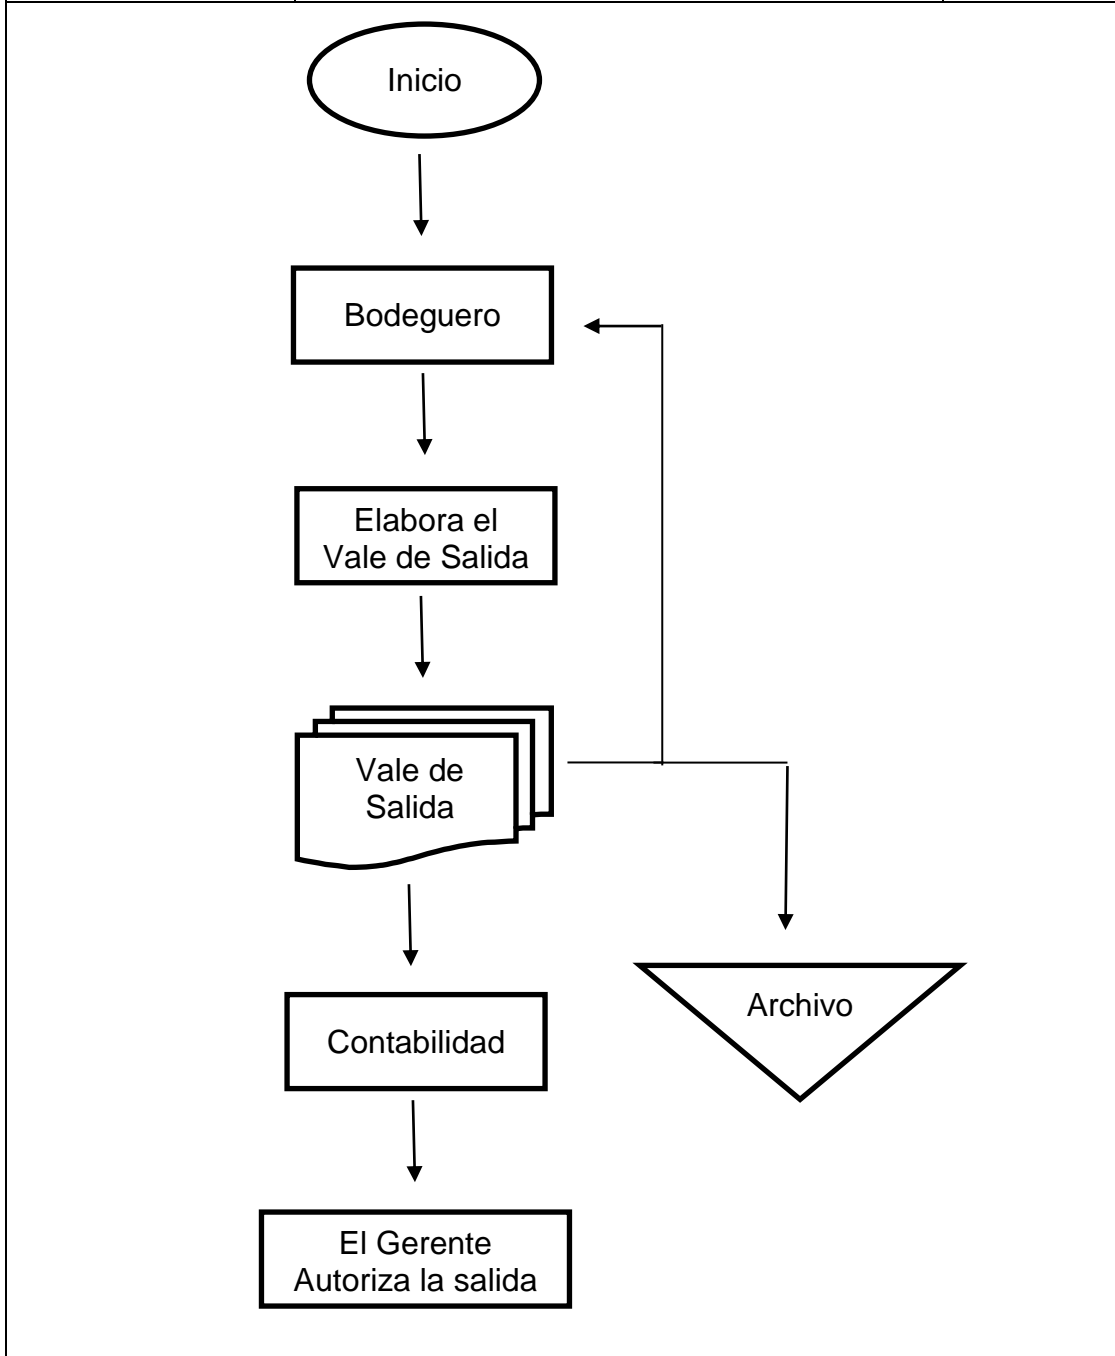 Inicio
Bodeguero
Elabora el
Vale de Salida
Vale de
Salida
Archivo
Contabilidad
El Gerente
Autoriza la salida